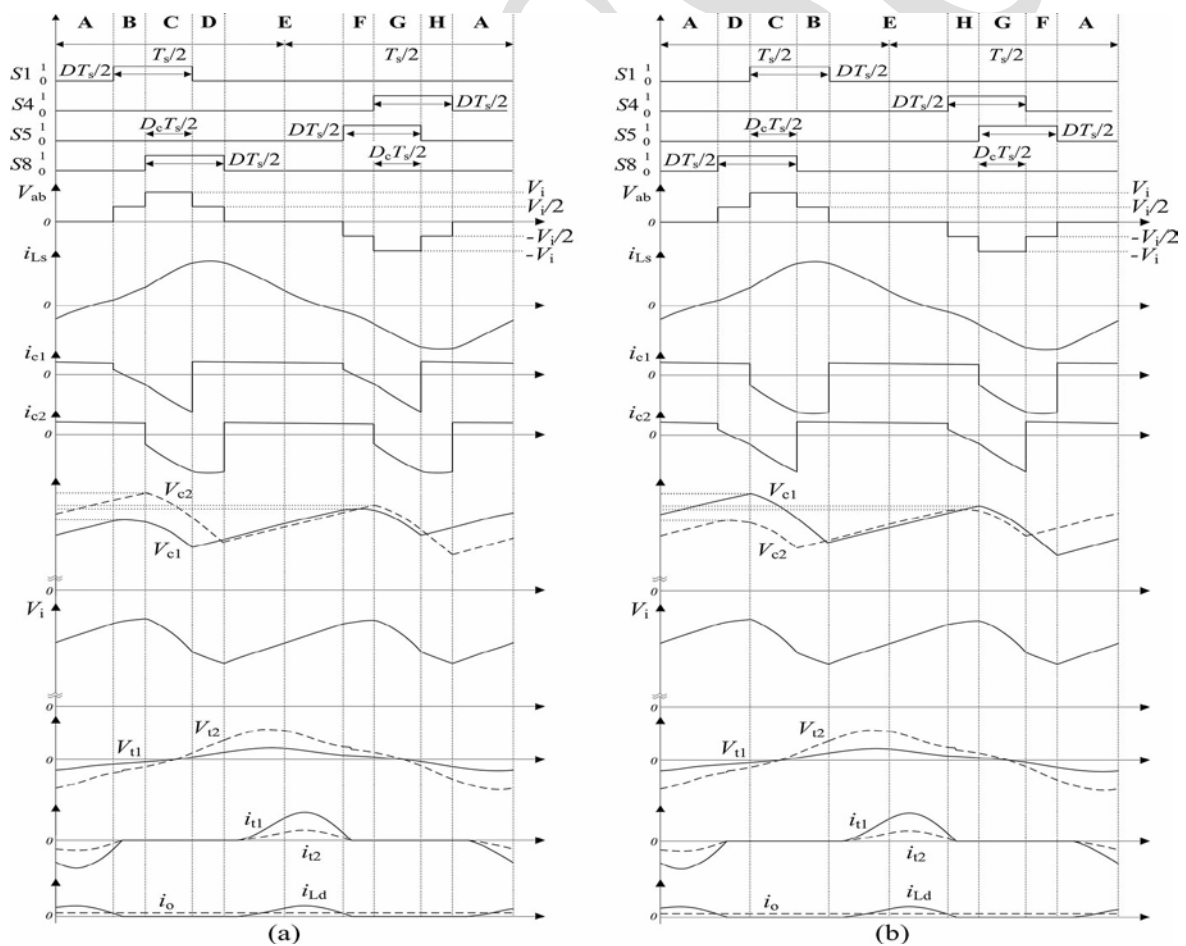 A B C D E F G H A
Ts/2 Ts/2
S1 1 0 DTs/2
S4 1 0 DTs/2
S5 1 0 DcTs/2 DTs/2
S8 1 0 DTs/2 DcTs/2
Vab 0 Vi
Vi/2
-Vi/2
-Vi
iLs 0
ic1 0
ic2 0
Vc2
Vc1
0
Vi
0
Vt2
Vt1
0
it1
0
it2
io iLd
0
(a)
A D C B E H G F A
Ts/2 Ts/2
S1 1 0 DTs/2
S4 1 0 DTs/2
S5 1 0 DcTs/2 DTs/2
S8 1 0 DTs/2 DcTs/2
Vab 0 Vi
Vi/2
-Vi/2
-Vi
iLs 0
ic1 0
ic2 0
Vc1
Vc2
0
Vi
0
Vt2
Vt1
0
it1
0
it2
io iLd
0
(b)